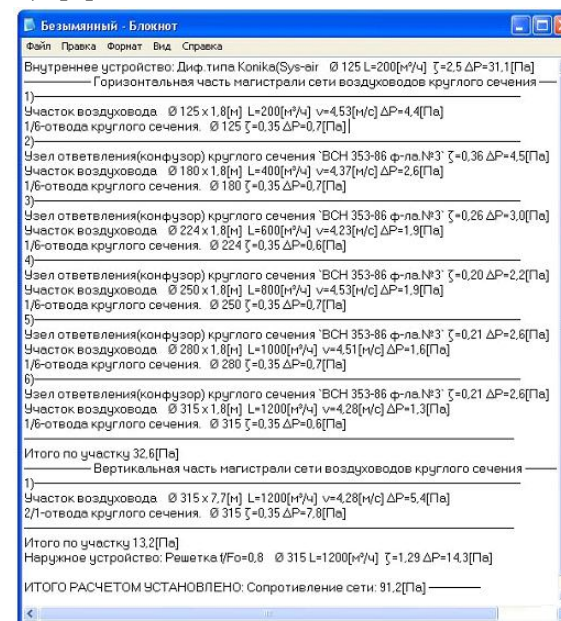 Безымянный - Блокнот
Файл Правка Формат Вид Справка
Внутреннее устройство: Диф.типа Konika(Sys-air Ø 125 L=200[м³/ч] ζ=2,5 ΔP=31,1[Па]
Горизонтальная часть магистрали сети воздуховодов круглого сечения
1)
Участок воздуховода Ø 125 x 1,8[м] L=200[м³/ч] v=4,53[м/с] ΔP=4,4[Па]
1/6-отвода круглого сечения. Ø 125 ζ=0,35 ΔP=0,7[Па]
2)
Узел ответвления(конфузор) круглого сечения `ВСН 353-86 ф-ла.№3` ζ=0,36 ΔP=4,5[Па]
Участок воздуховода Ø 180 x 1,8[м] L=400[м³/ч] v=4,37[м/с] ΔP=2,6[Па]
1/6-отвода круглого сечения. Ø 180 ζ=0,35 ΔP=0,7[Па]
3)
Узел ответвления(конфузор) круглого сечения `ВСН 353-86 ф-ла.№3` ζ=0,26 ΔP=3,0[Па]
Участок воздуховода Ø 224 x 1,8[м] L=600[м³/ч] v=4,23[м/с] ΔP=1,9[Па]
1/6-отвода круглого сечения. Ø 224 ζ=0,35 ΔP=0,6[Па]
4)
Узел ответвления(конфузор) круглого сечения `ВСН 353-86 ф-ла.№3` ζ=0,20 ΔP=2,2[Па]
Участок воздуховода Ø 250 x 1,8[м] L=800[м³/ч] v=4,53[м/с] ΔP=1,9[Па]
1/6-отвода круглого сечения. Ø 250 ζ=0,35 ΔP=0,7[Па]
5)
Узел ответвления(конфузор) круглого сечения `ВСН 353-86 ф-ла.№3` ζ=0,21 ΔP=2,6[Па]
Участок воздуховода Ø 280 x 1,8[м] L=1000[м³/ч] v=4,51[м/с] ΔP=1,6[Па]
1/6-отвода круглого сечения. Ø 280 ζ=0,35 ΔP=0,7[Па]
6)
Узел ответвления(конфузор) круглого сечения `ВСН 353-86 ф-ла.№3` ζ=0,21 ΔP=2,6[Па]
Участок воздуховода Ø 315 x 1,8[м] L=1200[м³/ч] v=4,28[м/с] ΔP=1,3[Па]
1/6-отвода круглого сечения. Ø 315 ζ=0,35 ΔP=0,6[Па]
Итого по участку 32,6[Па]
Вертикальная часть магистрали сети воздуховодов круглого сечения
1)
Участок воздуховода Ø 315 x 7,7[м] L=1200[м³/ч] v=4,28[м/с] ΔP=5,4[Па]
2/1-отвода круглого сечения. Ø 315 ζ=0,35 ΔP=7,8[Па]
Итого по участку 13,2[Па]
Наружное устройство: Решетка f/Fo=0,8 Ø 315 L=1200[м³/ч] ζ=1,29 ΔP=14,3[Па]
ИТОГО РАСЧЕТОМ УСТАНОВЛЕНО: Сопротивление сети: 91,2[Па]